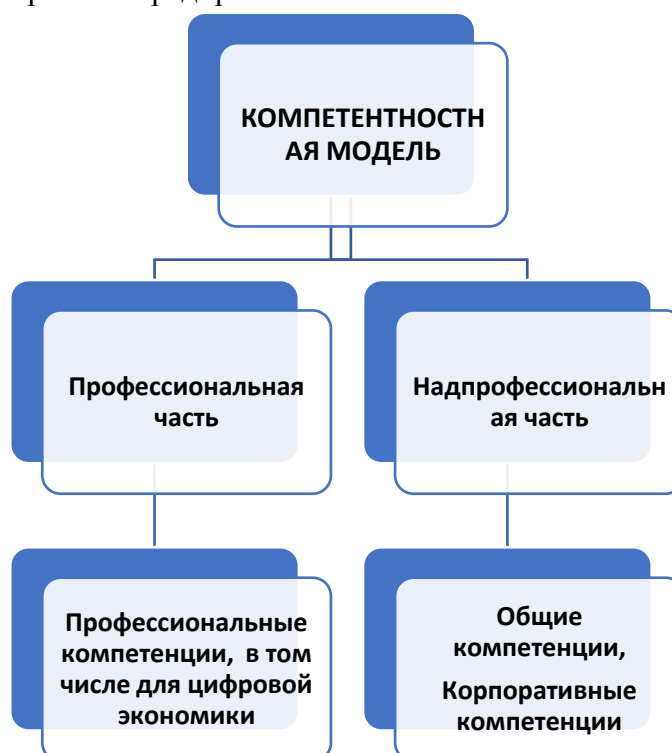 КОМПЕТЕНТНОСТН
АЯ МОДЕЛЬ
Профессиональная
часть
Надпрофессиональн
ая часть
Профессиональные
компетенции, в том
числе для цифровой
экономики
Общие
компетенции,
Корпоративные
компетенции